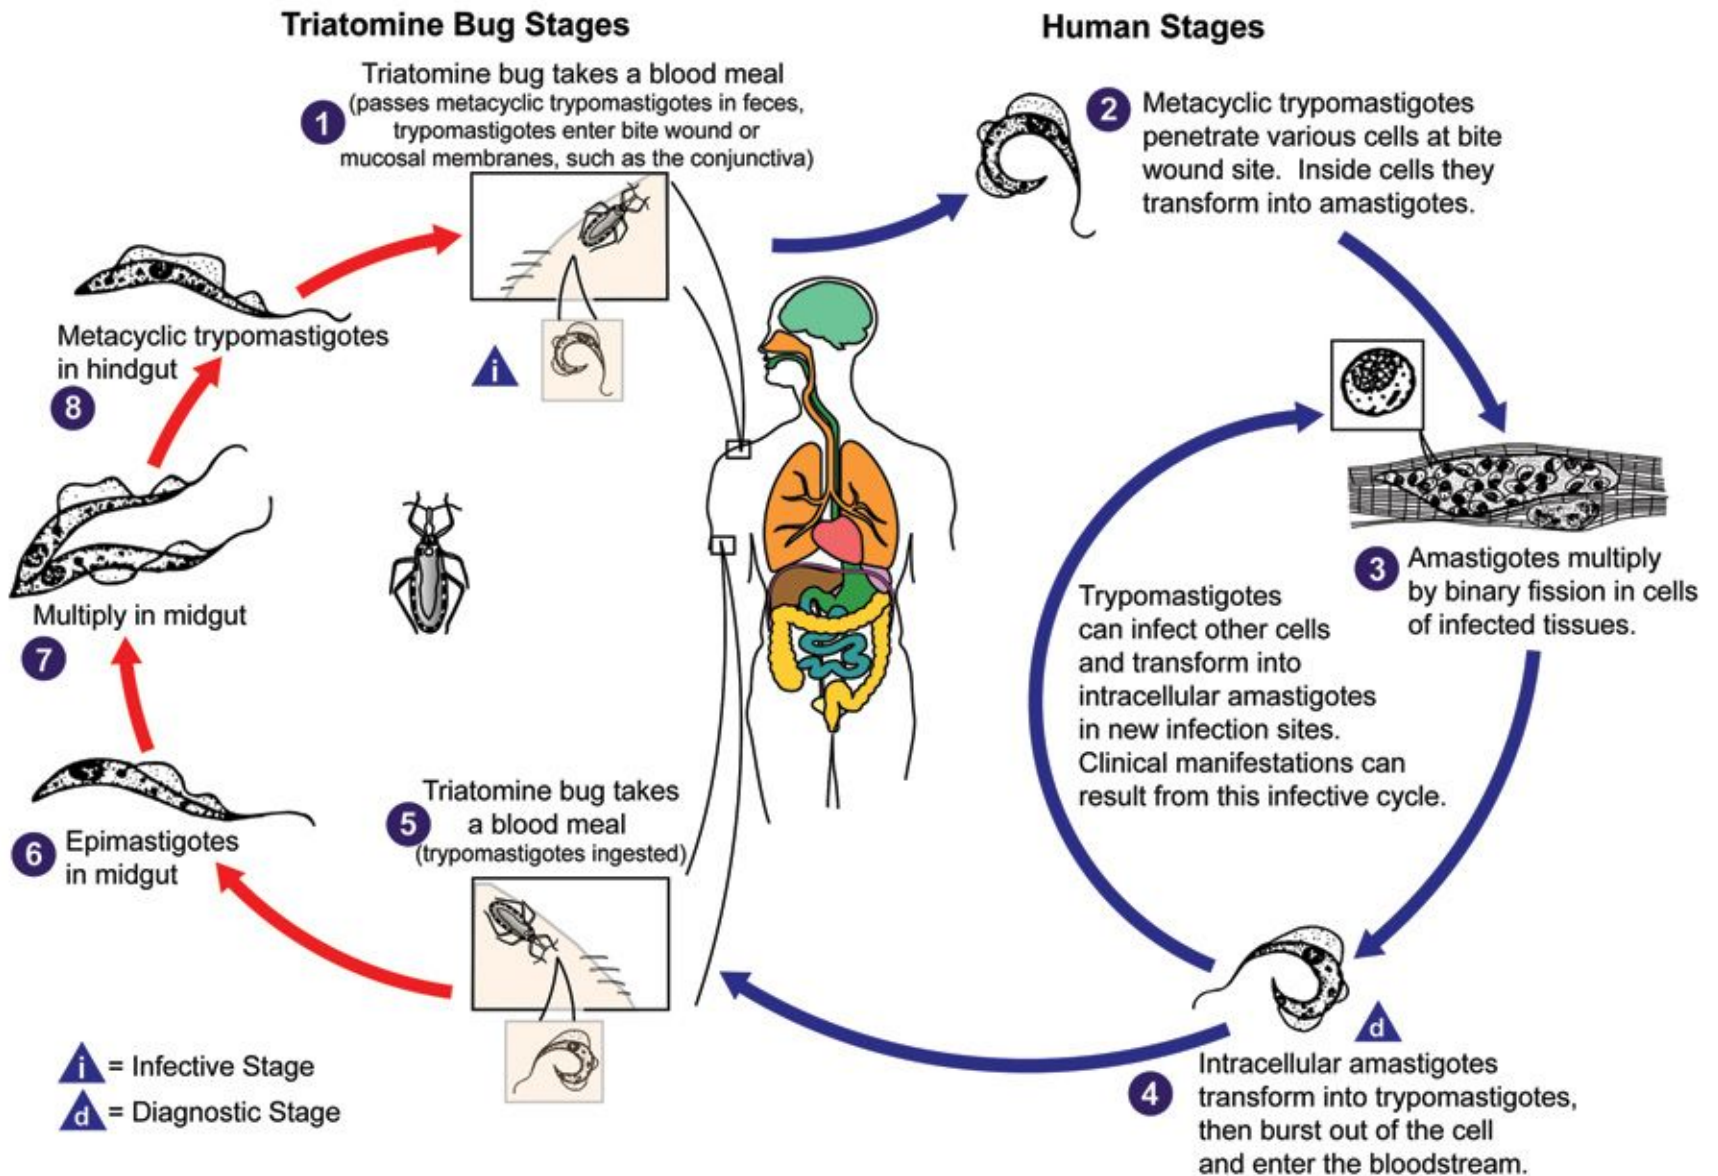 Triatomine Bug Stages
Human Stages
Triatomine bug takes a blood meal
(passes metacyclic trypomastigotes in feces,
trypomastigotes enter bite wound or
mucosal membranes, such as the conjunctiva)
1
i
2
Metacyclic trypomastigotes
penetrate various cells at bite
wound site. Inside cells they
transform into amastigotes.
3
Amastigotes multiply
by binary fission in cells
of infected tissues.
Trypomastigotes
can infect other cells
and transform into
intracellular amastigotes
in new infection sites.
Clinical manifestations can
result from this infective cycle.
d
4
Intracellular amastigotes
transform into trypomastigotes,
then burst out of the cell
and enter the bloodstream.
5
Triatomine bug takes
a blood meal
(trypomastigotes ingested)
6
Epimastigotes
in midgut
Multiply in midgut
7
Metacyclic trypomastigotes
in hindgut
8
i = Infective Stage
d = Diagnostic Stage